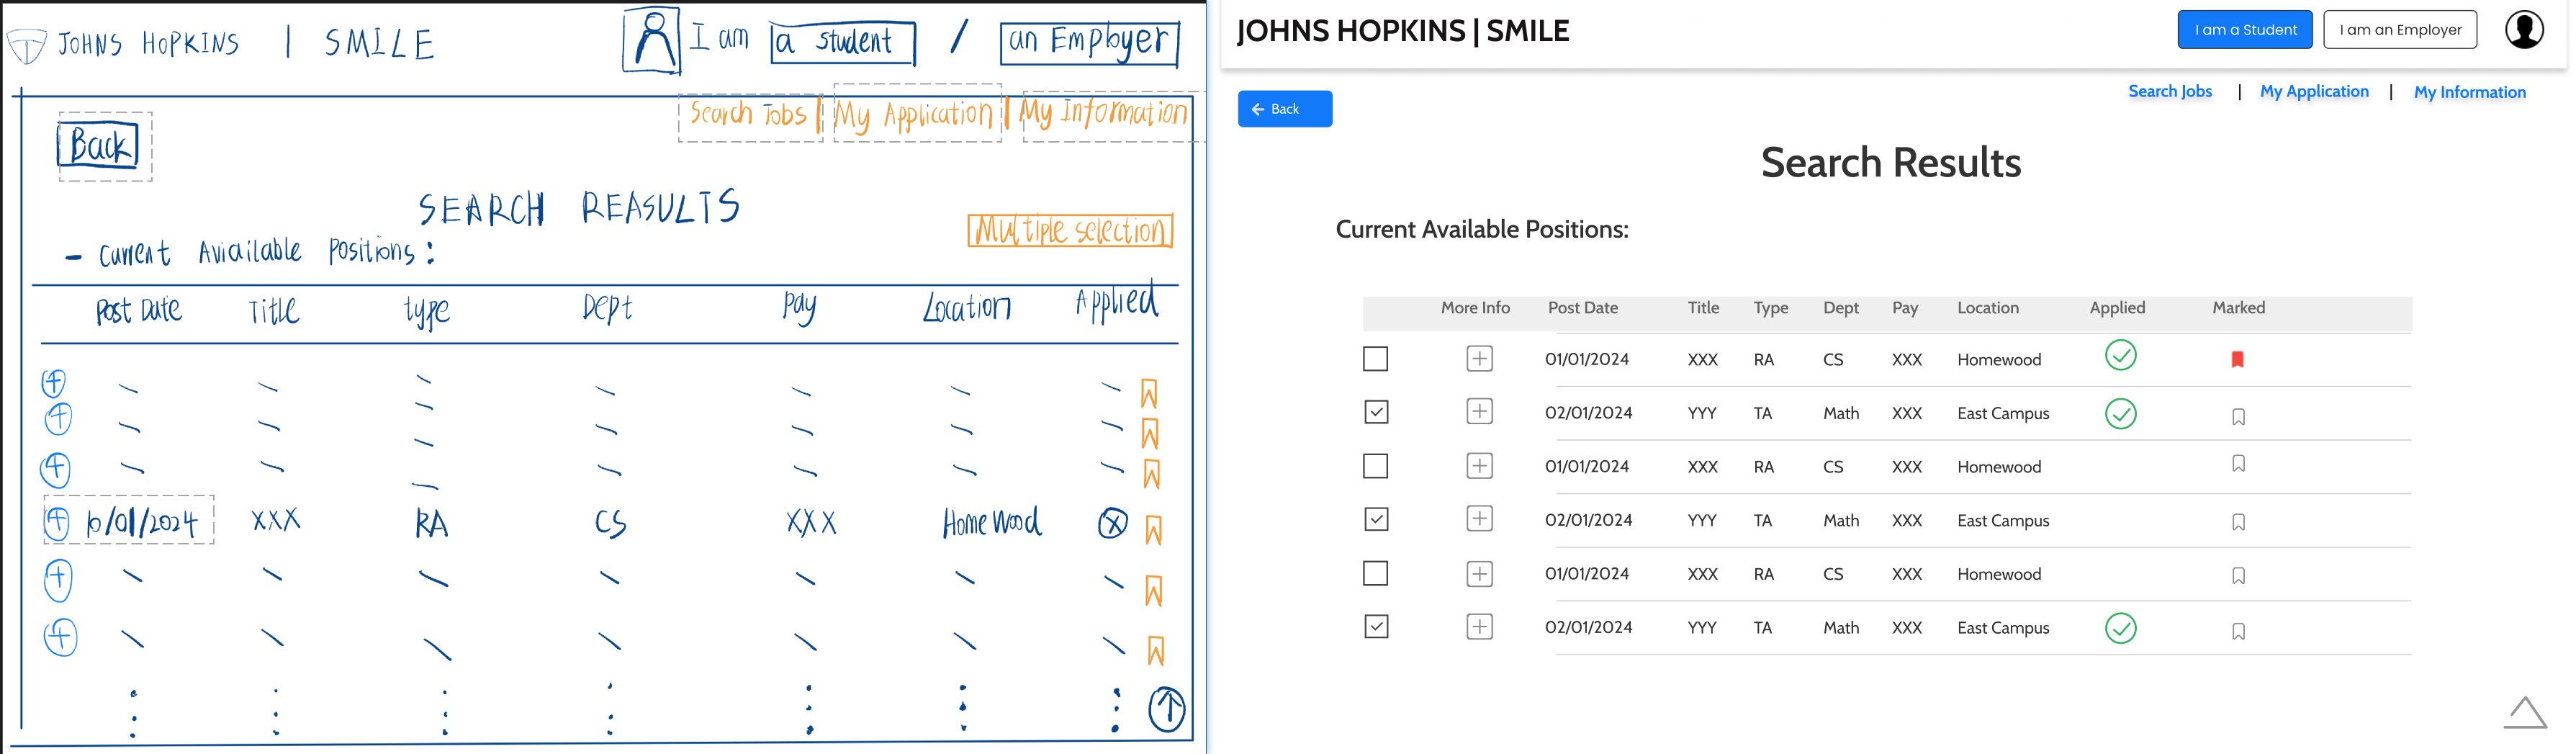 JOHNS HOPKINS | SMILE I am a student / an Employer
Search Jobs | My Application | My Information
Back
SEARCH REASULTS
Multiple selection
- Current Aviailable Positions:
Post Date Title type Dept Pay Location Applied
10/01/2024 XXX RA CS XXX HomeWood
JOHNS HOPKINS | SMILE I am a Student I am an Employer
Search Jobs | My Application | My Information
Back
Search Results
Current Available Positions:
More Info Post Date Title Type Dept Pay Location Applied Marked
01/01/2024 XXX RA CS XXX Homewood
02/01/2024 YYY TA Math XXX East Campus
01/01/2024 XXX RA CS XXX Homewood
02/01/2024 YYY TA Math XXX East Campus
01/01/2024 XXX RA CS XXX Homewood
02/01/2024 YYY TA Math XXX East Campus